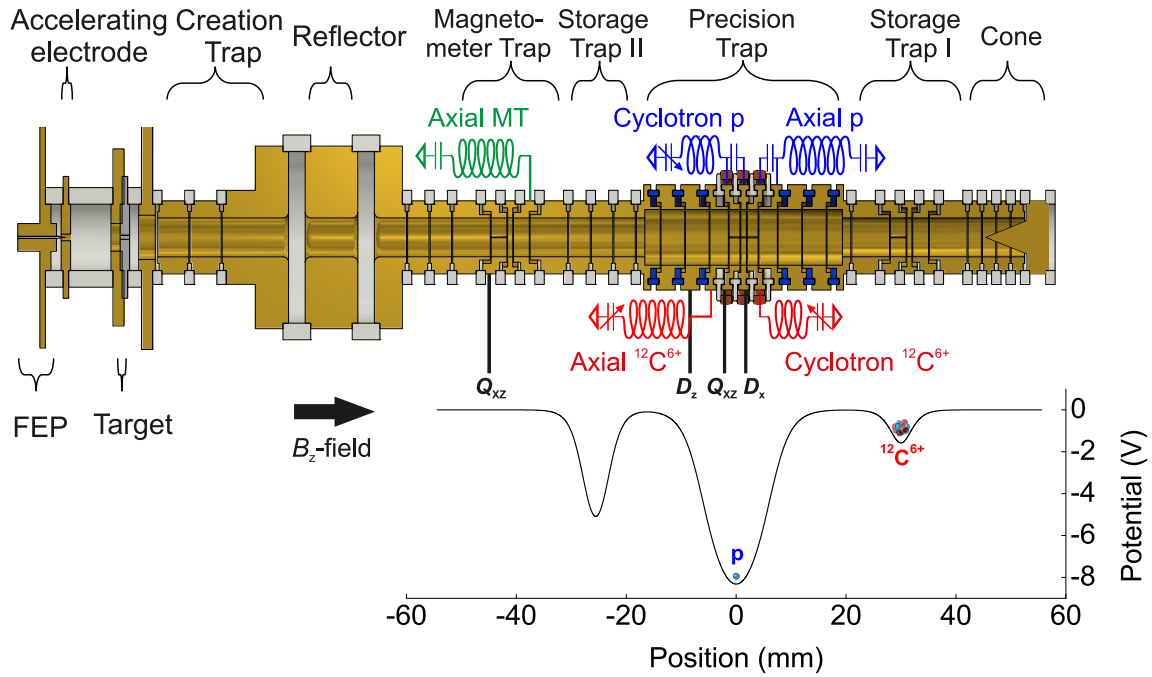 Accelerating
electrode
Creation
Trap
Reflector
Magneto-
meter Trap
Storage
Trap II
Precision
Trap
Storage
Trap I
Cone
Axial MT
Cyclotron p
Axial p
Axial ¹²C⁶⁺
Cyclotron ¹²C⁶⁺
Q_xz
D_z
Q_xz
D_x
FEP
Target
B_z-field
¹²C⁶⁺
p
0
-2
-4
-6
-8
Potential (V)
-60
-40
-20
0
20
40
60
Position (mm)